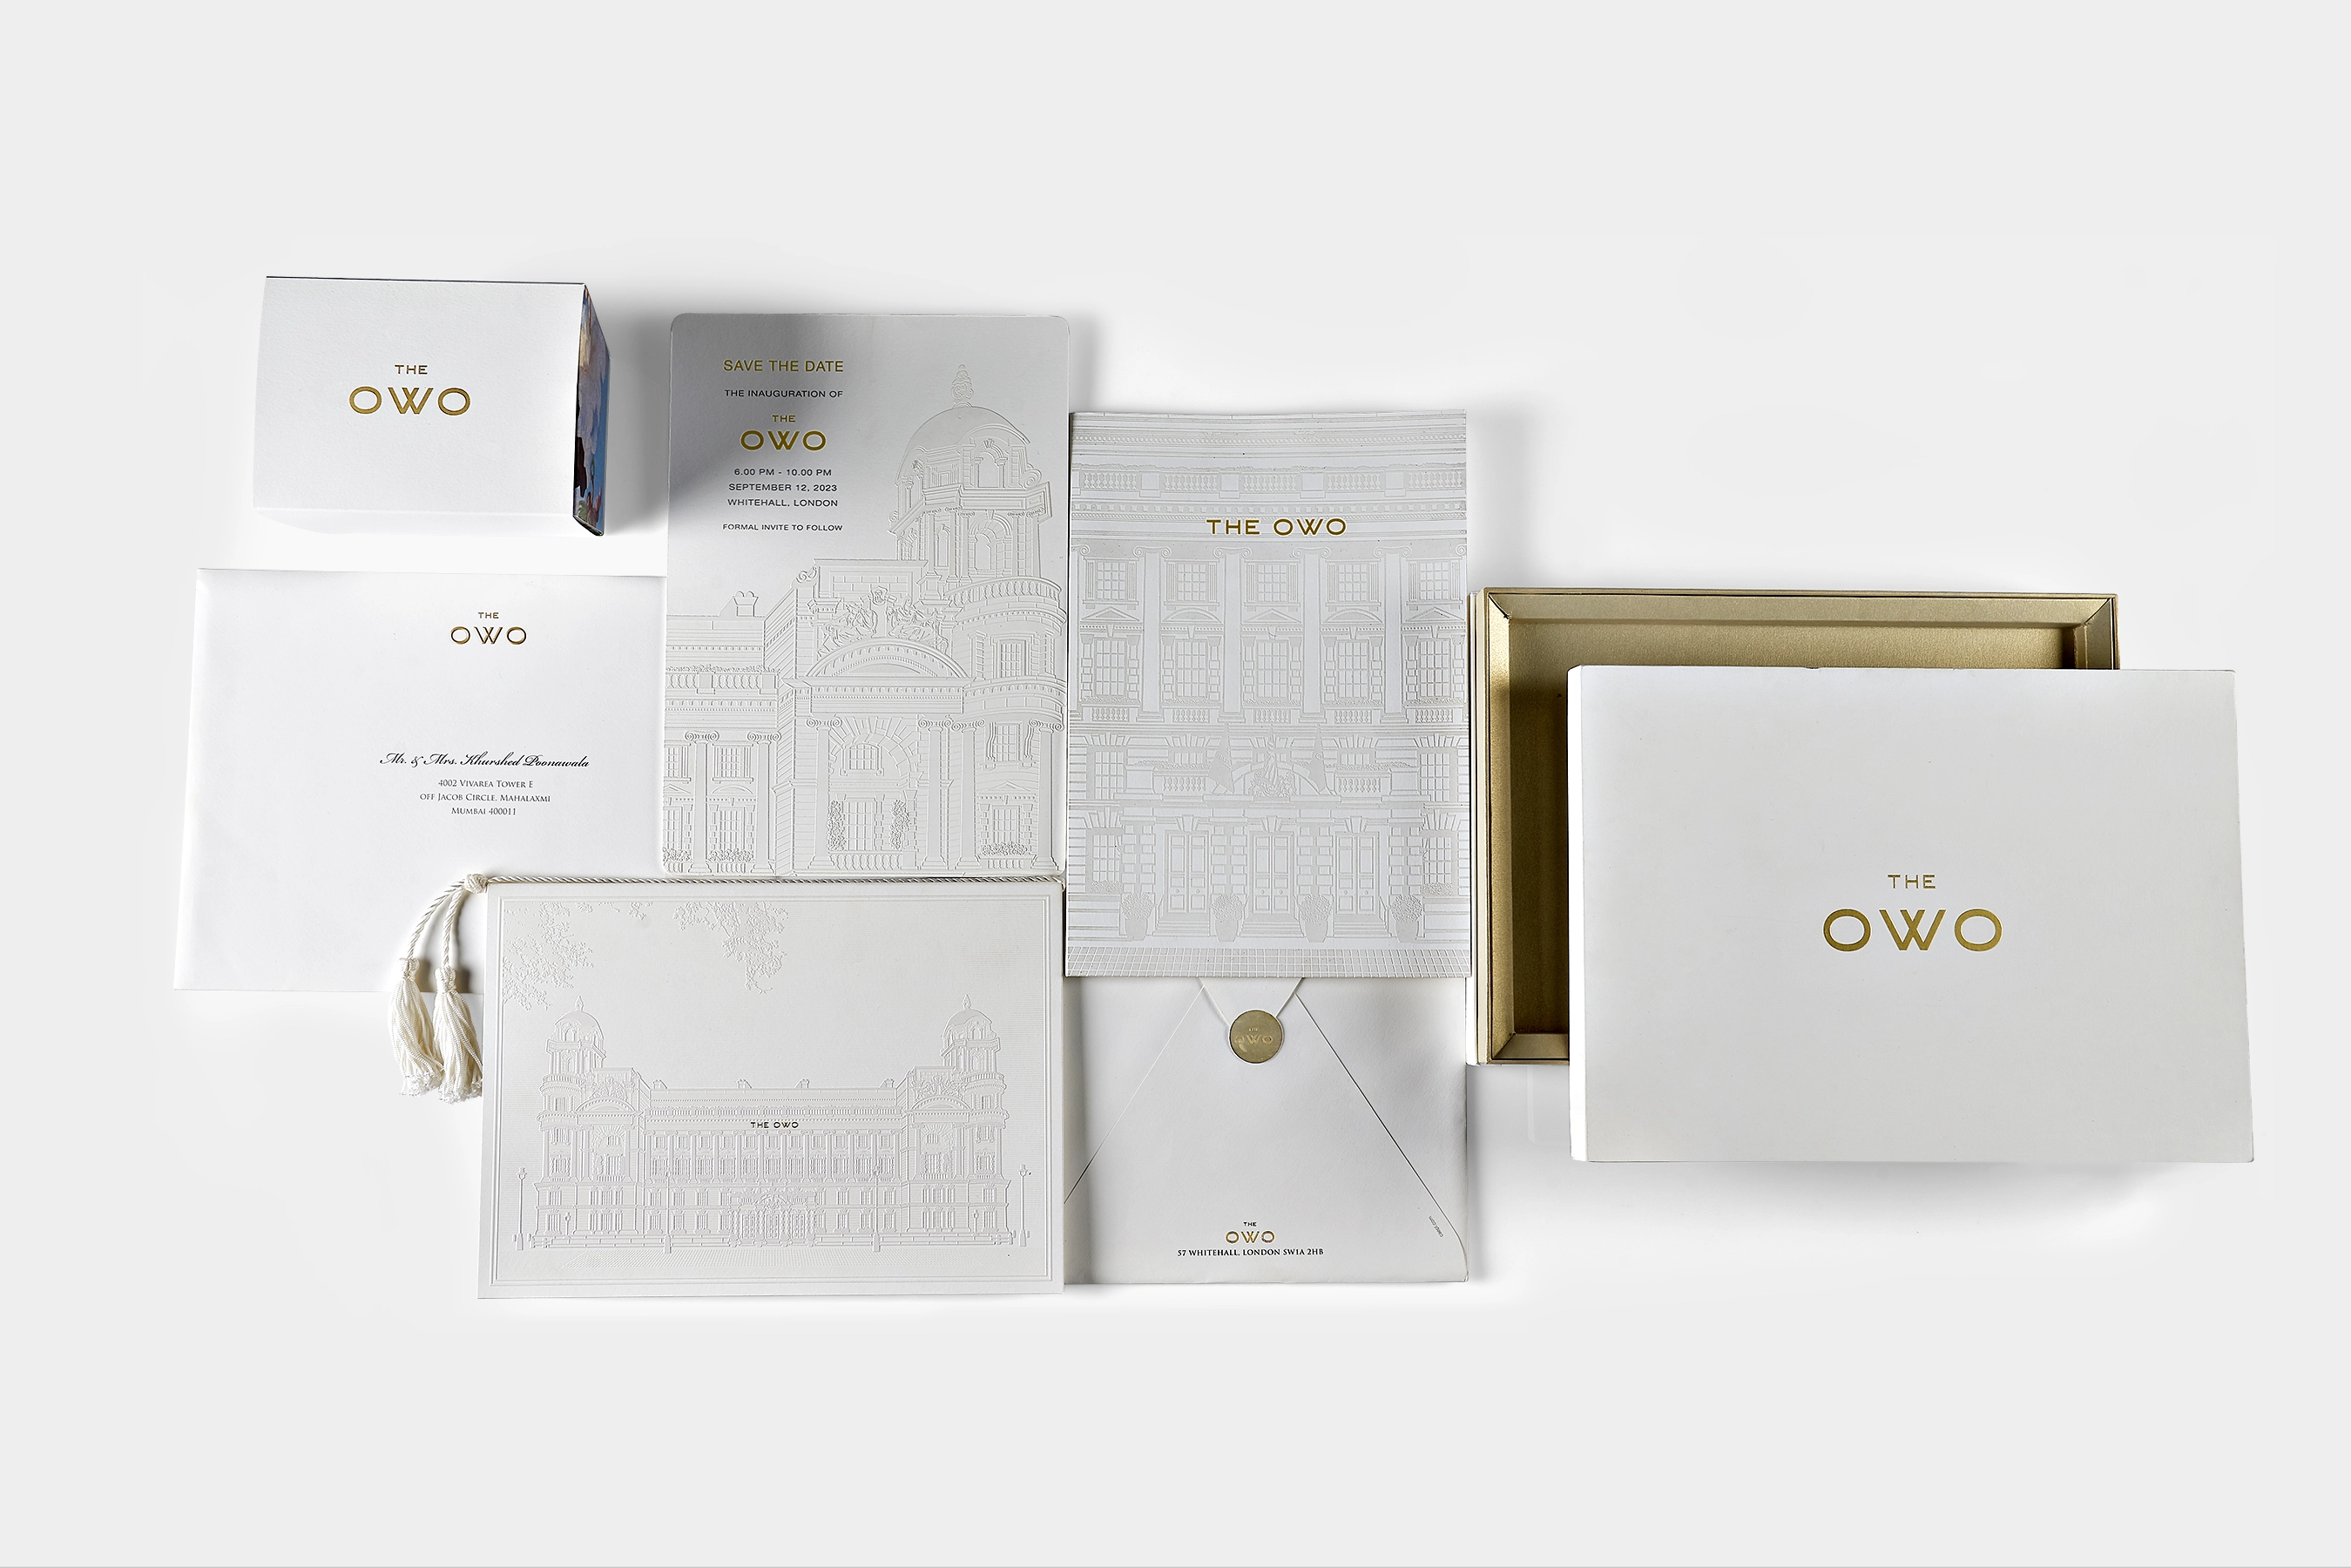 THE
OWO
SAVE THE DATE
THE INAUGURATION OF
THE
OWO
6.00 PM - 10.00 PM
SEPTEMBER 12, 2023
WHITEHALL, LONDON
FORMAL INVITE TO FOLLOW
THE OWO
THE
OWO
Mr. & Mrs. Khurshed Poonawala
4002 Vivarea Tower E
off Jacob Circle, Mahalaxmi
Mumbai 400011
THE OWO
THE
OWO
THE
OWO
57 WHITEHALL, LONDON SW1A 2HB
THE
OWO